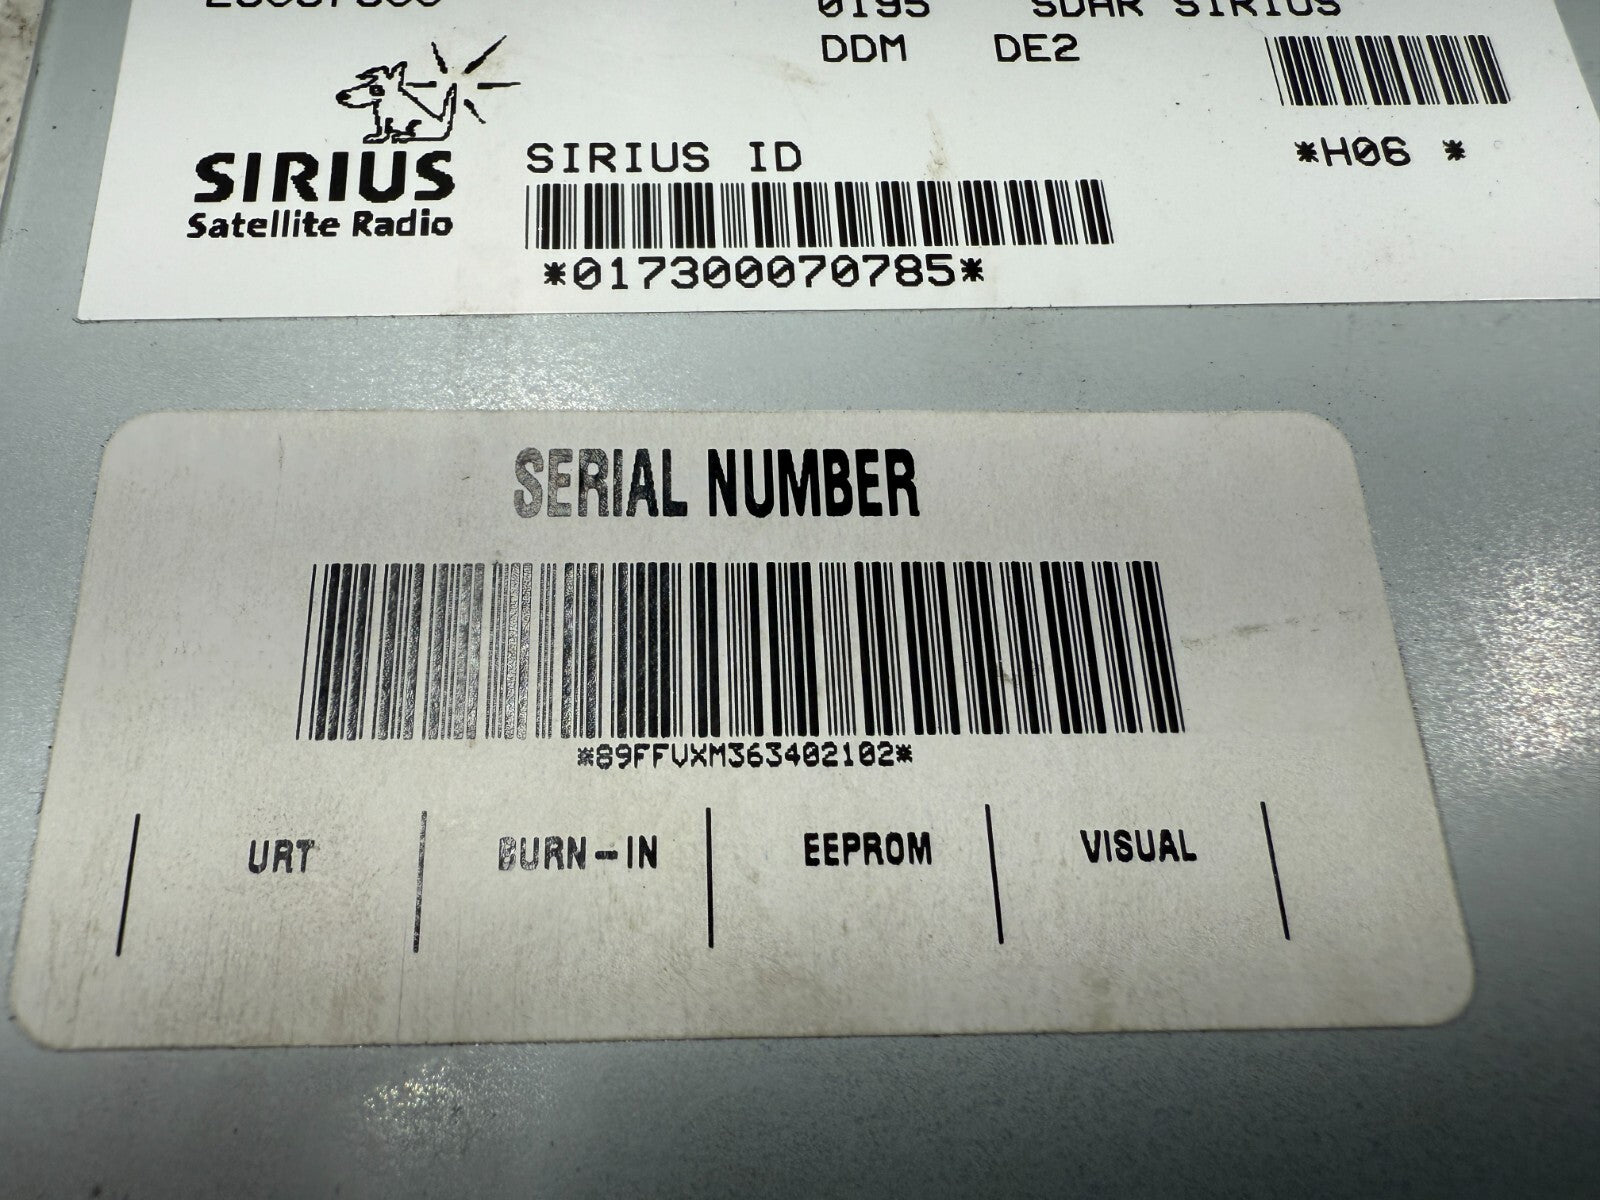 0195 SDAR SIRIUS
DDM DE2
SIRIUS
Satellite Radio
SIRIUS ID
*H06 *
*017300070785*
SERIAL NUMBER
*89FFVXM363402102*
URT BURN-IN EEPROM VISUAL